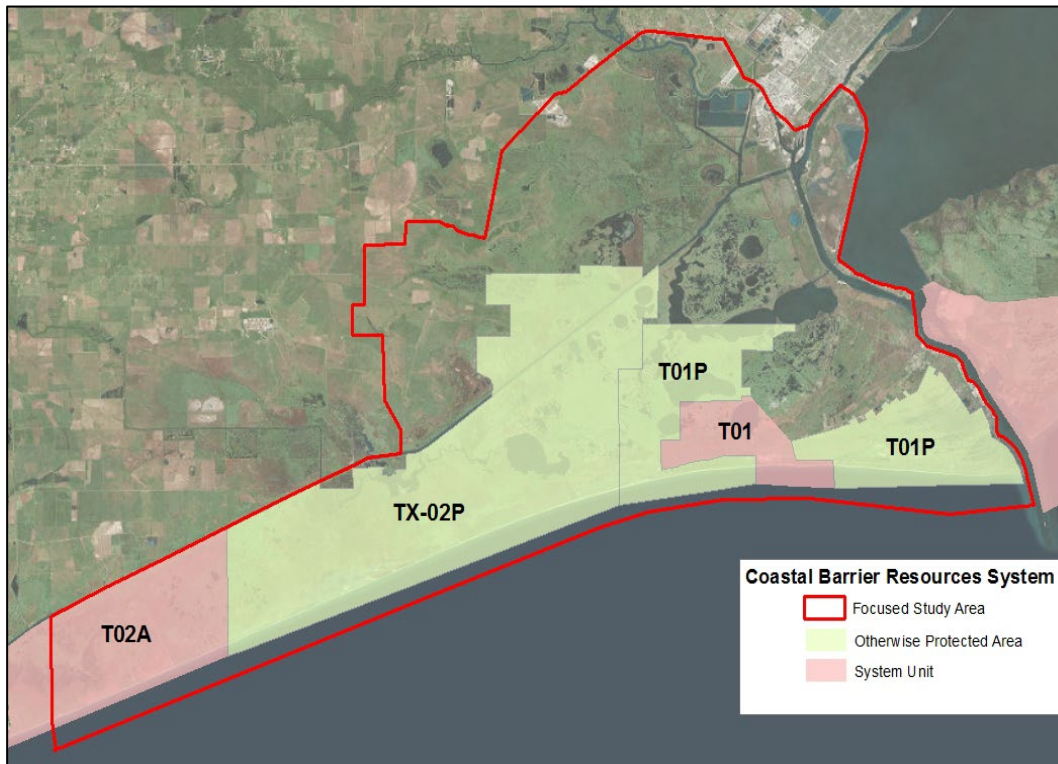 T01P
T01
T01P
TX-02P
T02A
Coastal Barrier Resources System
Focused Study Area
Otherwise Protected Area
System Unit